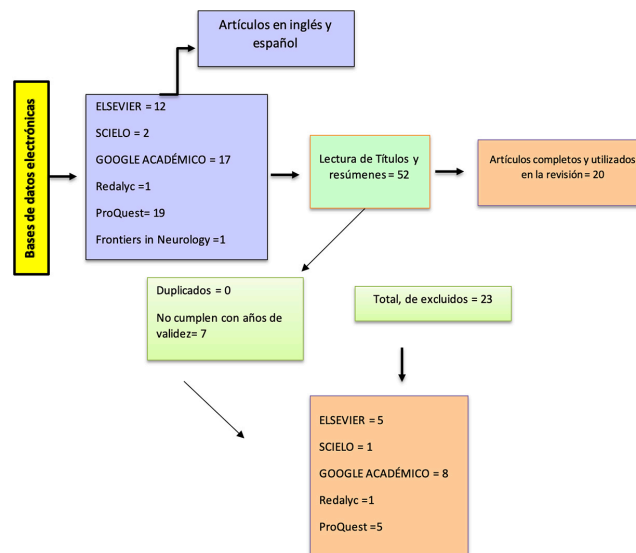 Artículos en inglés y
español
Bases de datos electrónicas
ELSEVIER = 12
SCIELO = 2
GOOGLE ACADÉMICO = 17
Redalyc =1
ProQuest= 19
Frontiers in Neurology =1
Lectura de Títulos y
resúmenes = 52
Artículos completos y utilizados
en la revisión = 20
Duplicados = 0
No cumplen con años de
validez= 7
Total, de excluidos = 23
ELSEVIER = 5
SCIELO = 1
GOOGLE ACADÉMICO = 8
Redalyc =1
ProQuest =5